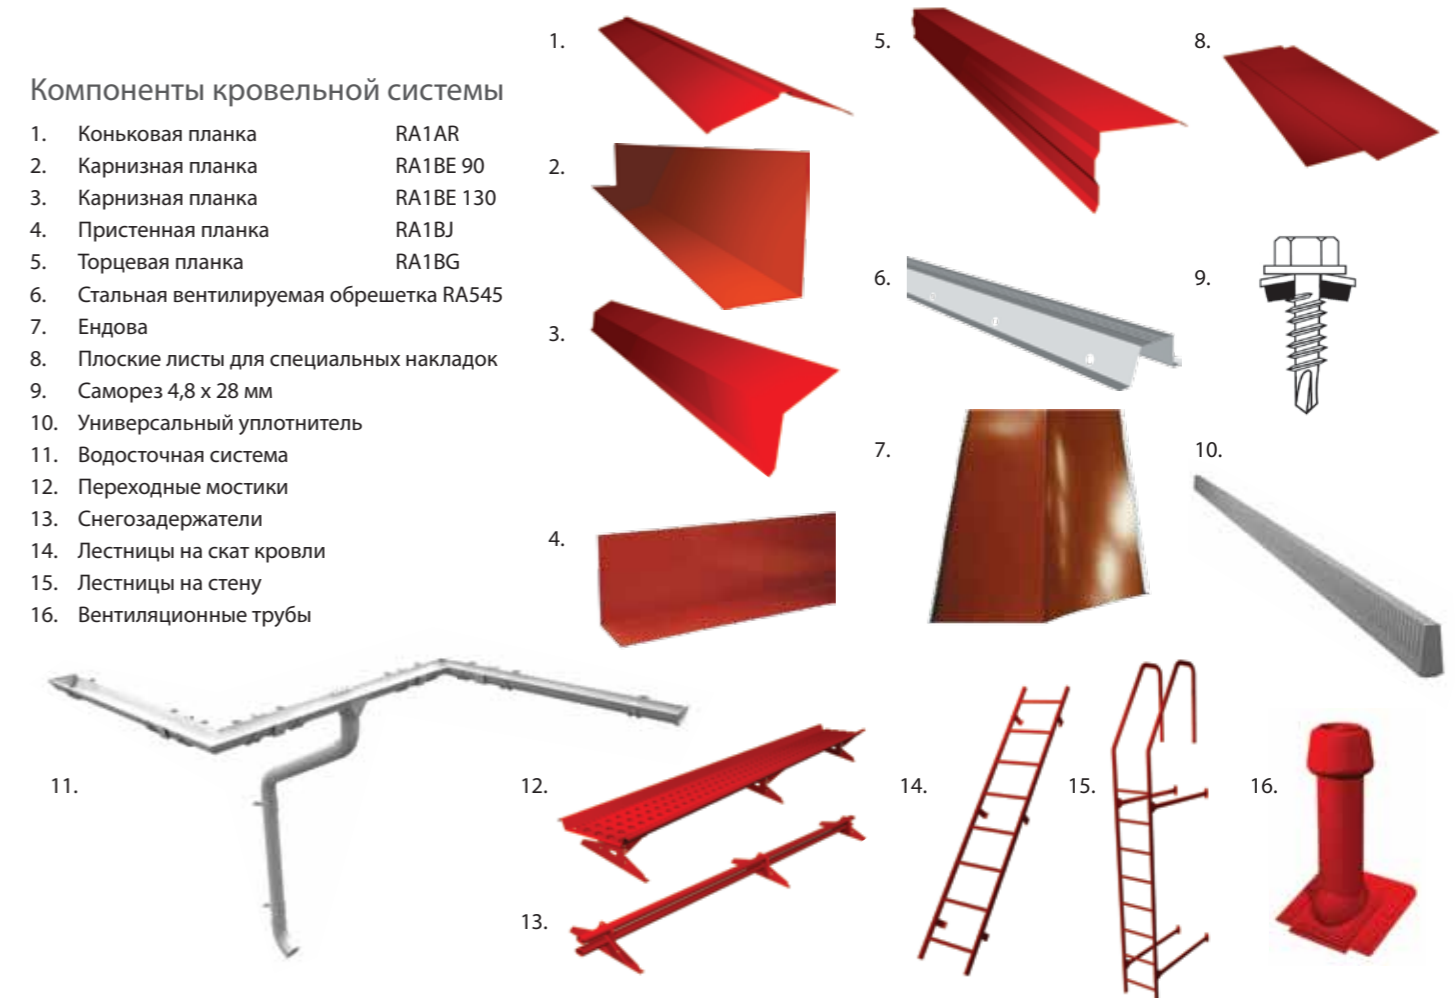 Компоненты кровельной системы
1. Коньковая планка RA1AR
2. Карнизная планка RA1BE 90
3. Карнизная планка RA1BE 130
4. Пристенная планка RA1BJ
5. Торцевая планка RA1BG
6. Стальная вентилируемая обрешетка RA545
7. Ендова
8. Плоские листы для специальных накладок
9. Саморез 4,8 x 28 мм
10. Универсальный уплотнитель
11. Водосточная система
12. Переходные мостики
13. Снегозадержатели
14. Лестницы на скат кровли
15. Лестницы на стену
16. Вентиляционные трубы
1.
5.
8.
2.
6.
9.
3.
7.
10.
4.
11.
12.
14.
15.
16.
13.